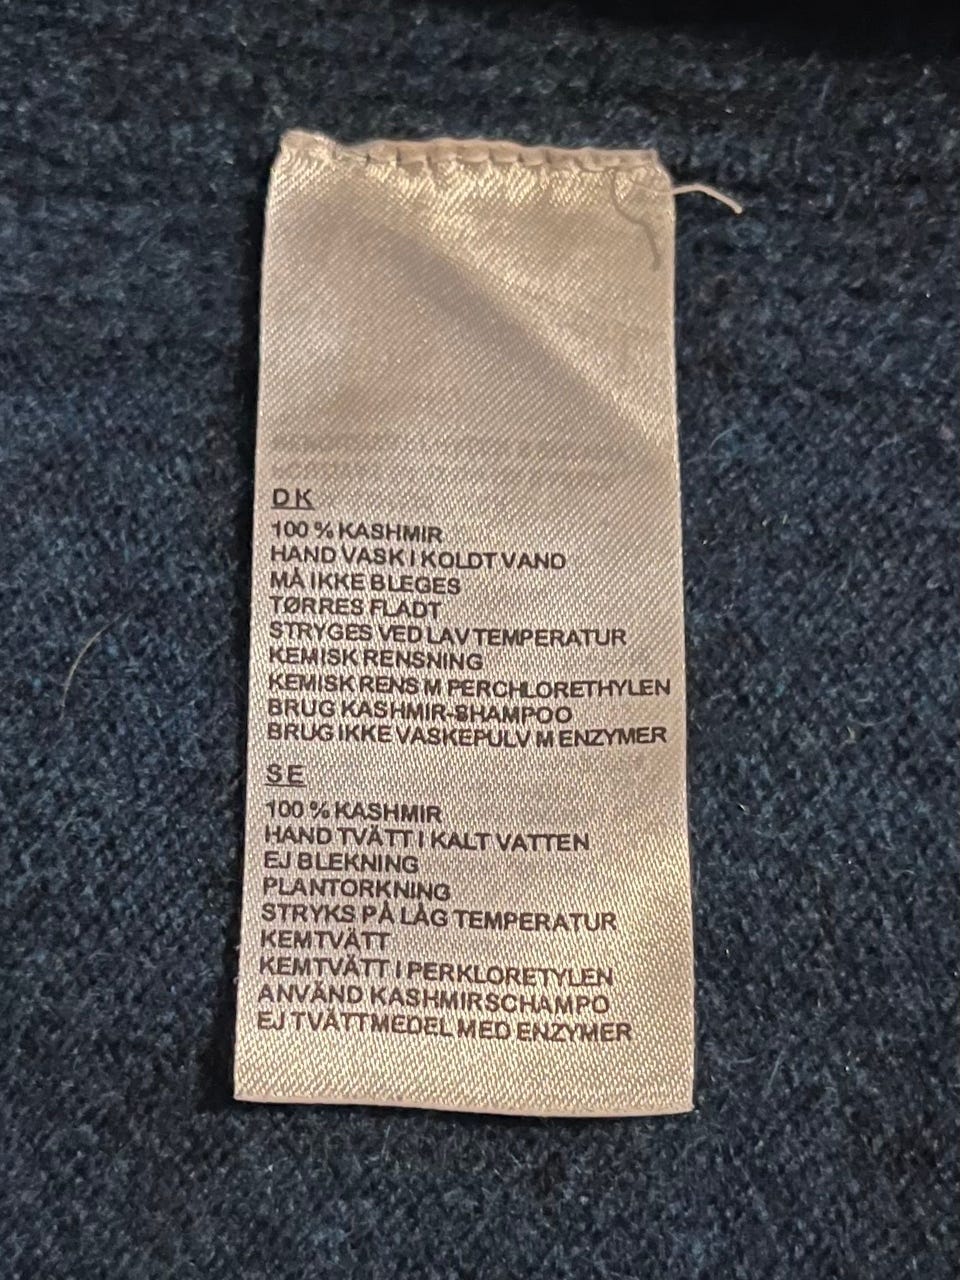 DK
100 % KASHMIR
HAND VASK I KOLDT VAND
MÅ IKKE BLEGES
TØRRES FLADT
STRYGES VED LAV TEMPERATUR
KEMISK RENSNING
KEMISK RENS M PERCHLORETHYLEN
BRUG KASHMIR-SHAMPOO
BRUG IKKE VASKEPULV M ENZYMER
SE
100 % KASHMIR
HAND TVÄTT I KALT VATTEN
EJ BLEKNING
PLANTORKNING
STRYKS PÅ LÅG TEMPERATUR
KEMTVÄTT
KEMTVÄTT I PERKLORETYLEN
ANVÄND KASHMIRSCHAMPO
EJ TVÄTTMEDEL MED ENZYMER